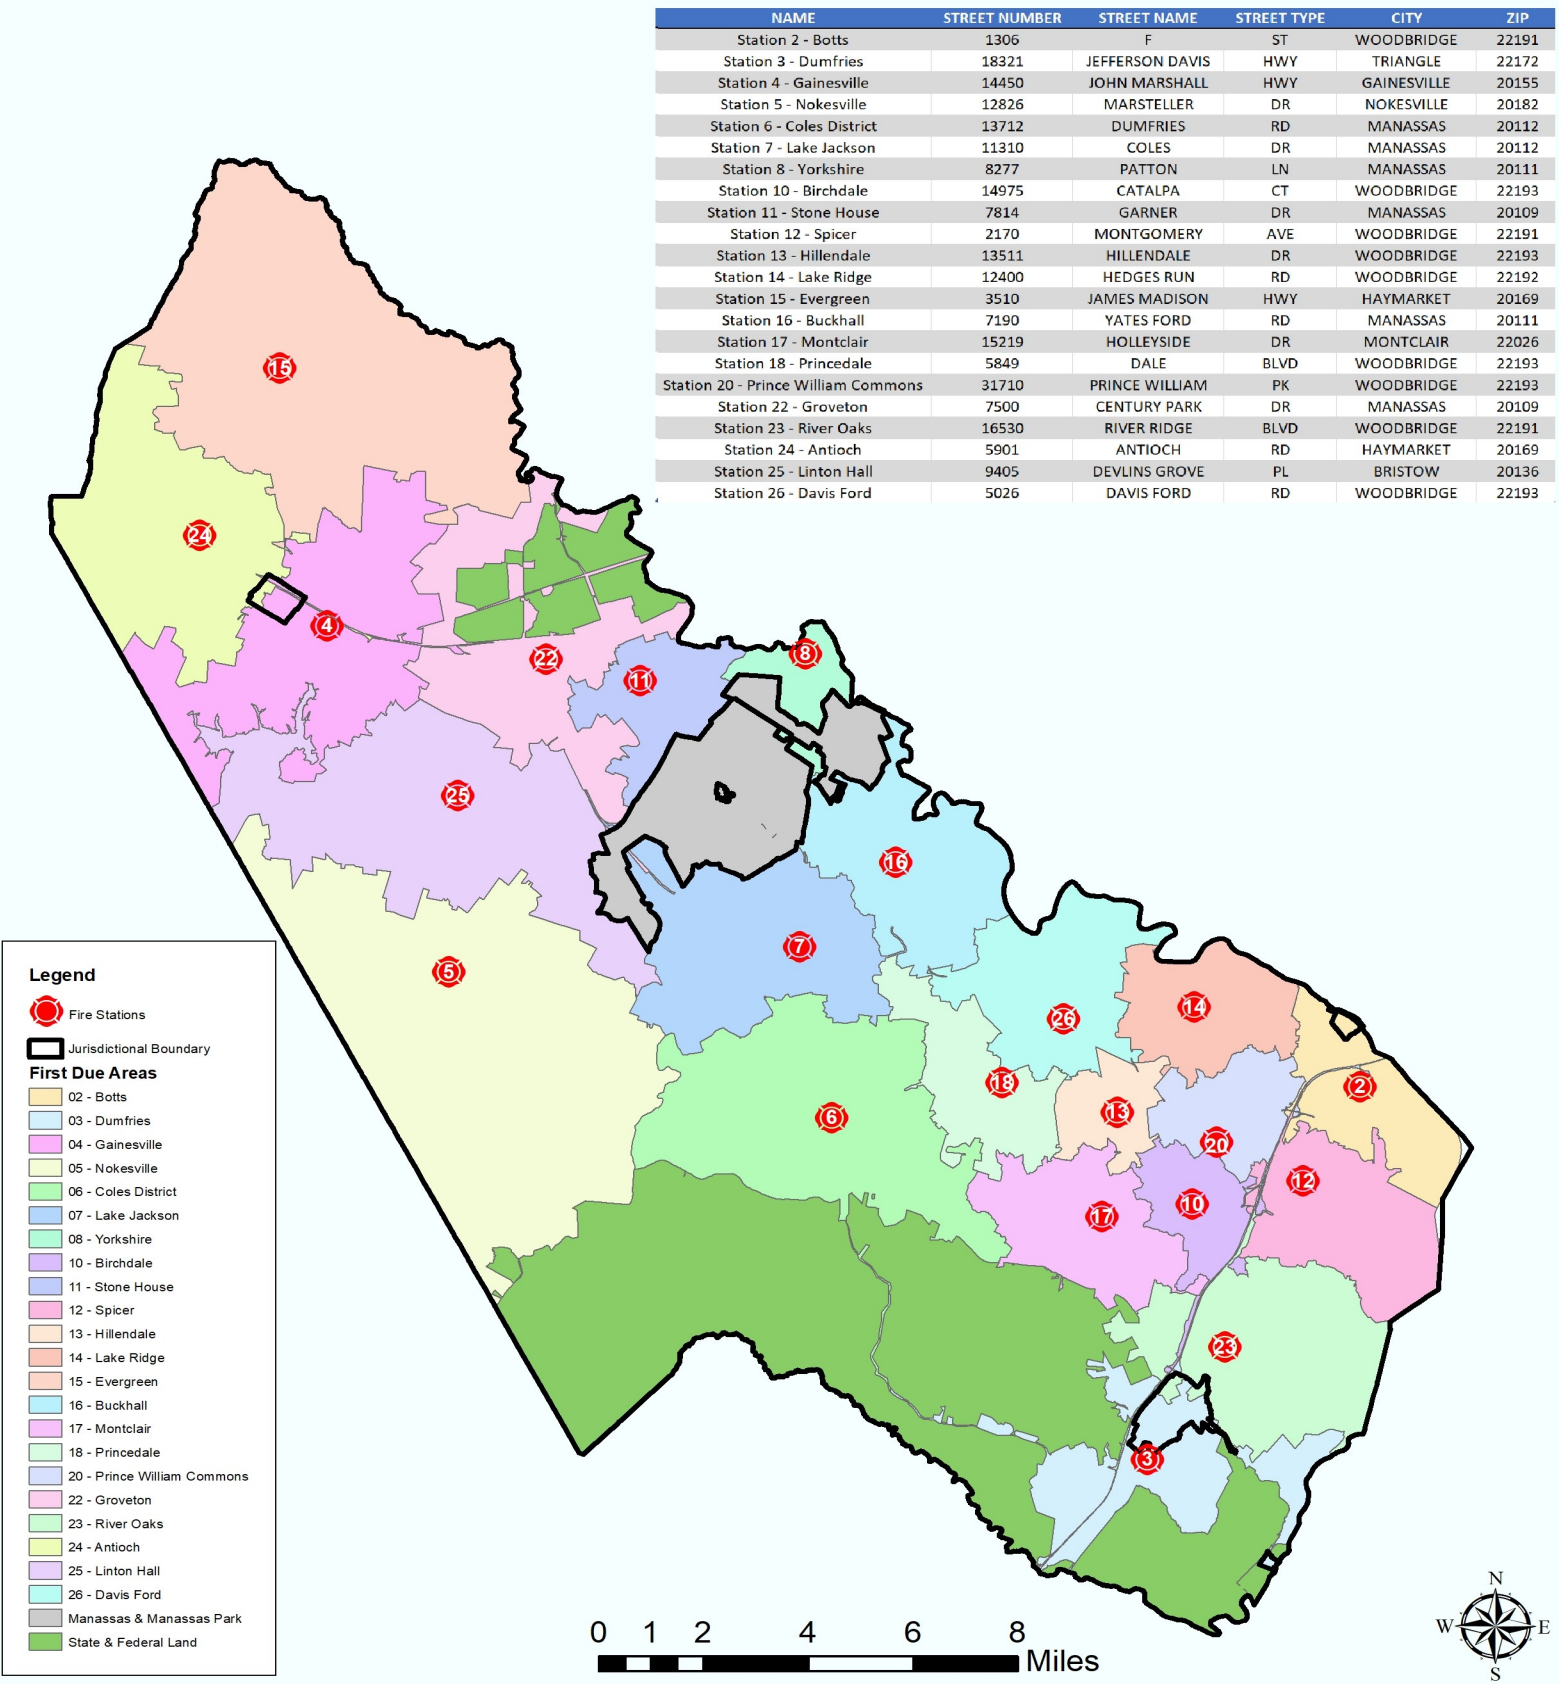 NAME STREET NUMBER STREET NAME STREET TYPE CITY ZIP
Station 2 - Botts 1306 F ST WOODBRIDGE 22191
Station 3 - Dumfries 18321 JEFFERSON DAVIS HWY TRIANGLE 22172
Station 4 - Gainesville 14450 JOHN MARSHALL HWY GAINESVILLE 20155
Station 5 - Nokesville 12826 MARSTELLER DR NOKESVILLE 20182
Station 6 - Coles District 13712 DUMFRIES RD MANASSAS 20112
Station 7 - Lake Jackson 11310 COLES DR MANASSAS 20112
Station 8 - Yorkshire 8277 PATTON LN MANASSAS 20111
Station 10 - Birchdale 14975 CATALPA CT WOODBRIDGE 22193
Station 11 - Stone House 7814 GARNER DR MANASSAS 20109
Station 12 - Spicer 2170 MONTGOMERY AVE WOODBRIDGE 22191
Station 13 - Hillendale 13511 HILLENDALE DR WOODBRIDGE 22193
Station 14 - Lake Ridge 12400 HEDGES RUN RD WOODBRIDGE 22192
Station 15 - Evergreen 3510 JAMES MADISON HWY HAYMARKET 20169
Station 16 - Buckhall 7190 YATES FORD RD MANASSAS 20111
Station 17 - Montclair 15219 HOLLEYSIDE DR MONTCLAIR 22026
Station 18 - Princedale 5849 DALE BLVD WOODBRIDGE 22193
Station 20 - Prince William Commons 31710 PRINCE WILLIAM PK WOODBRIDGE 22193
Station 22 - Groveton 7500 CENTURY PARK DR MANASSAS 20109
Station 23 - River Oaks 16530 RIVER RIDGE BLVD WOODBRIDGE 22191
Station 24 - Antioch 5901 ANTIOCH RD HAYMARKET 20169
Station 25 - Linton Hall 9405 DEVLINS GROVE PL BRISTOW 20136
Station 26 - Davis Ford 5026 DAVIS FORD RD WOODBRIDGE 22193
15
24
4
22
8
11
25
16
7
5
14
26
18
2
13
6
20
12
10
17
23
3
Legend
Fire Stations
Jurisdictional Boundary
First Due Areas
02 - Botts
03 - Dumfries
04 - Gainesville
05 - Nokesville
06 - Coles District
07 - Lake Jackson
08 - Yorkshire
10 - Birchdale
11 - Stone House
12 - Spicer
13 - Hillendale
14 - Lake Ridge
15 - Evergreen
16 - Buckhall
17 - Montclair
18 - Princedale
20 - Prince William Commons
22 - Groveton
23 - River Oaks
24 - Antioch
25 - Linton Hall
26 - Davis Ford
Manassas & Manassas Park
State & Federal Land
0 1 2 4 6 8
Miles
N
W E
S